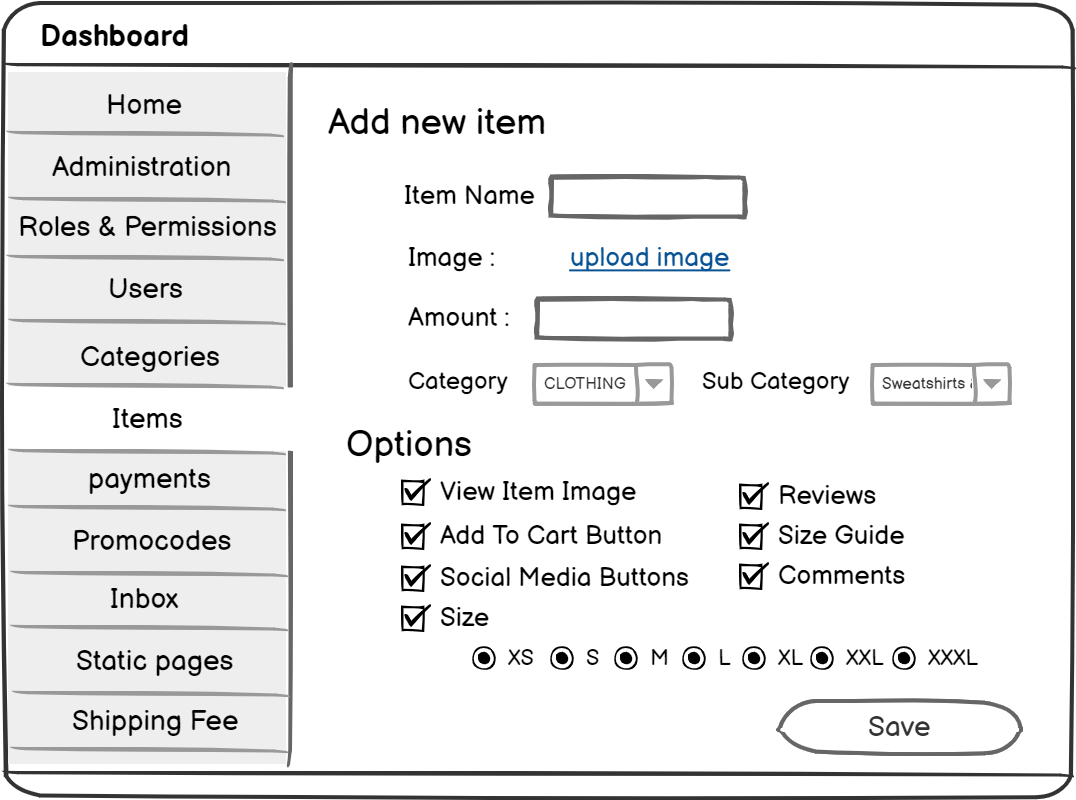 Dashboard
Home
Administration
Roles & Permissions
Users
Categories
Items
payments
Promocodes
Inbox
Static pages
Shipping Fee
Add new item
Item Name
Image :
upload image
Amount :
Category
CLOTHING
Sub Category
Sweatshirts
Options
View Item Image
Add To Cart Button
Social Media Buttons
Size
Reviews
Size Guide
Comments
XS S M L XL XXL XXXL
Save